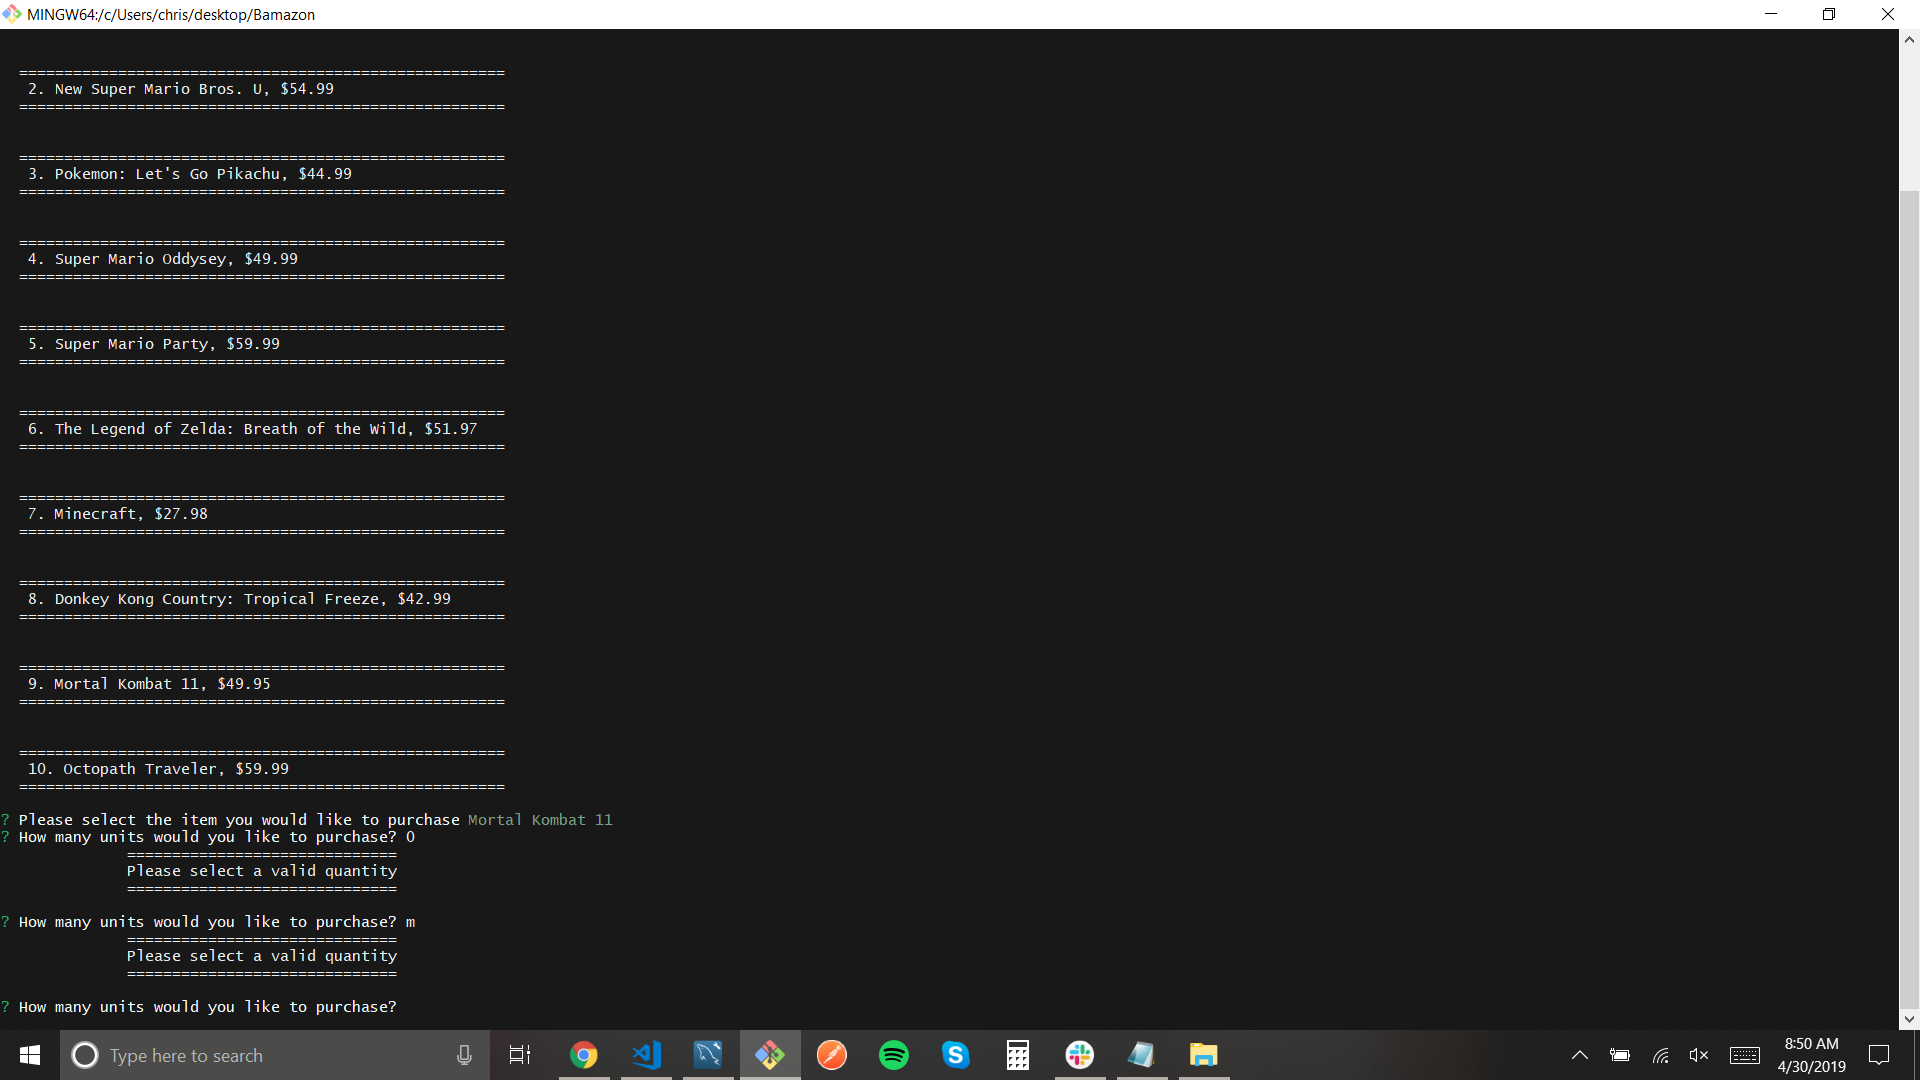 MINGW64:/c/Users/chris/desktop/Bamazon
======================================================
2. New Super Mario Bros. U, $54.99
======================================================
======================================================
3. Pokemon: Let's Go Pikachu, $44.99
======================================================
======================================================
4. Super Mario Oddysey, $49.99
======================================================
======================================================
5. Super Mario Party, $59.99
======================================================
======================================================
6. The Legend of Zelda: Breath of the Wild, $51.97
======================================================
======================================================
7. Minecraft, $27.98
======================================================
======================================================
8. Donkey Kong Country: Tropical Freeze, $42.99
======================================================
======================================================
9. Mortal Kombat 11, $49.95
======================================================
======================================================
10. Octopath Traveler, $59.99
======================================================
? Please select the item you would like to purchase Mortal Kombat 11
? How many units would you like to purchase? 0
==============================
Please select a valid quantity
==============================
? How many units would you like to purchase? m
==============================
Please select a valid quantity
==============================
? How many units would you like to purchase?
Type here to search
8:50 AM
4/30/2019